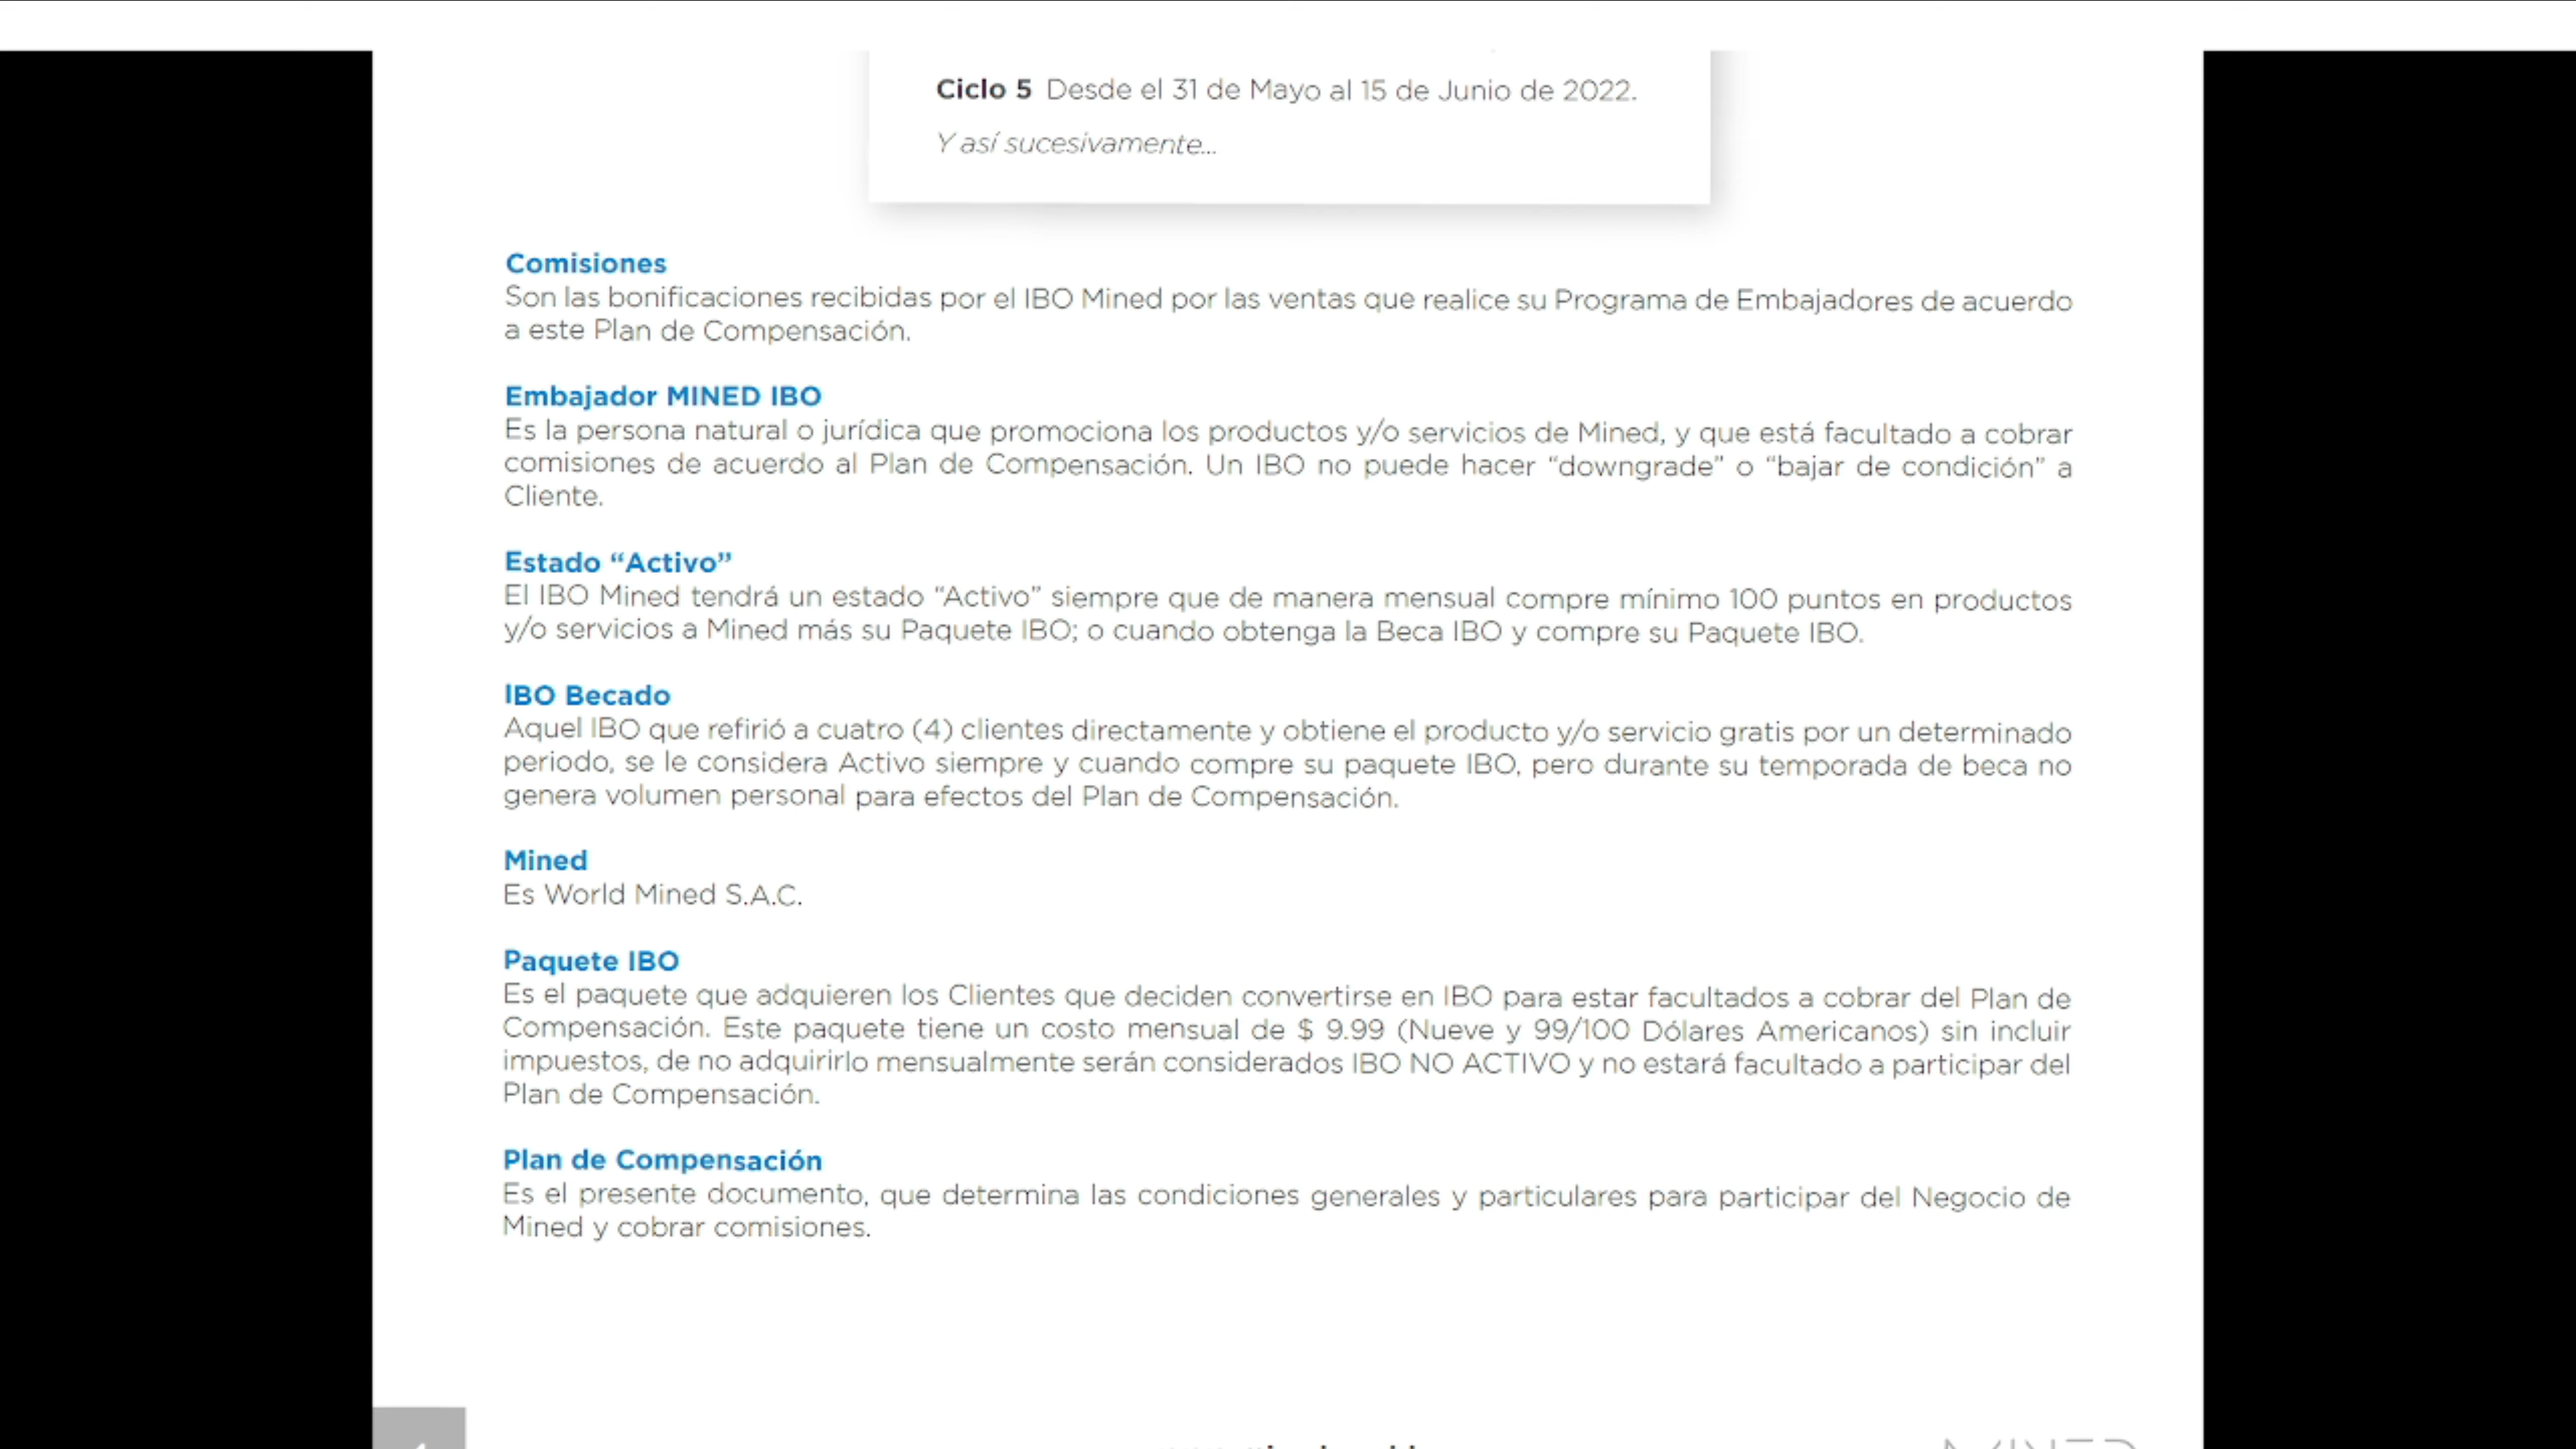 Ciclo 5 Desde el 31 de Mayo al 15 de Junio de 2022.
Y así sucesivamente...
Comisiones
Son las bonificaciones recibidas por el IBO Mined por las ventas que realice su Programa de Embajadores de acuerdo
a este Plan de Compensación.
Embajador MINED IBO
Es la persona natural o jurídica que promociona los productos y/o servicios de Mined, y que está facultado a cobrar
comisiones de acuerdo al Plan de Compensación. Un IBO no puede hacer “downgrade” o “bajar de condición” a
Cliente.
Estado “Activo”
El IBO Mined tendrá un estado “Activo” siempre que de manera mensual compre mínimo 100 puntos en productos
y/o servicios a Mined más su Paquete IBO; o cuando obtenga la Beca IBO y compre su Paquete IBO.
IBO Becado
Aquel IBO que refirió a cuatro (4) clientes directamente y obtiene el producto y/o servicio gratis por un determinado
periodo, se le considera Activo siempre y cuando compre su paquete IBO, pero durante su temporada de beca no
genera volumen personal para efectos del Plan de Compensación.
Mined
Es World Mined S.A.C.
Paquete IBO
Es el paquete que adquieren los Clientes que deciden convertirse en IBO para estar facultados a cobrar del Plan de
Compensación. Este paquete tiene un costo mensual de $ 9.99 (Nueve y 99/100 Dólares Americanos) sin incluir
impuestos, de no adquirirlo mensualmente serán considerados IBO NO ACTIVO y no estará facultado a participar del
Plan de Compensación.
Plan de Compensación
Es el presente documento, que determina las condiciones generales y particulares para participar del Negocio de
Mined y cobrar comisiones.